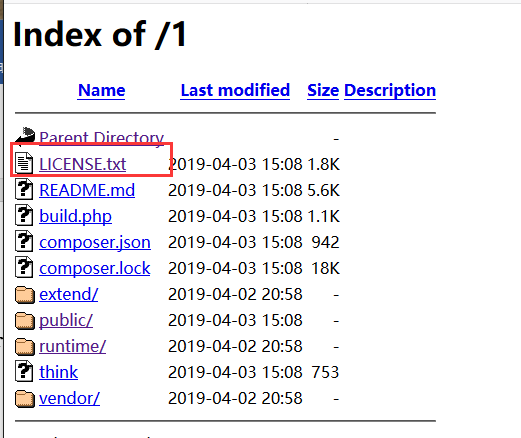 Index of /1
Name Last modified Size Description
Parent Directory -
LICENSE.txt 2019-04-03 15:08 1.8K
README.md 2019-04-03 15:08 5.6K
build.php 2019-04-03 15:08 1.1K
composer.json 2019-04-03 15:08 942
composer.lock 2019-04-03 15:08 18K
extend/ 2019-04-02 20:58 -
public/ 2019-04-03 15:08 -
runtime/ 2019-04-02 20:58 -
think 2019-04-03 15:08 753
vendor/ 2019-04-02 20:58 -